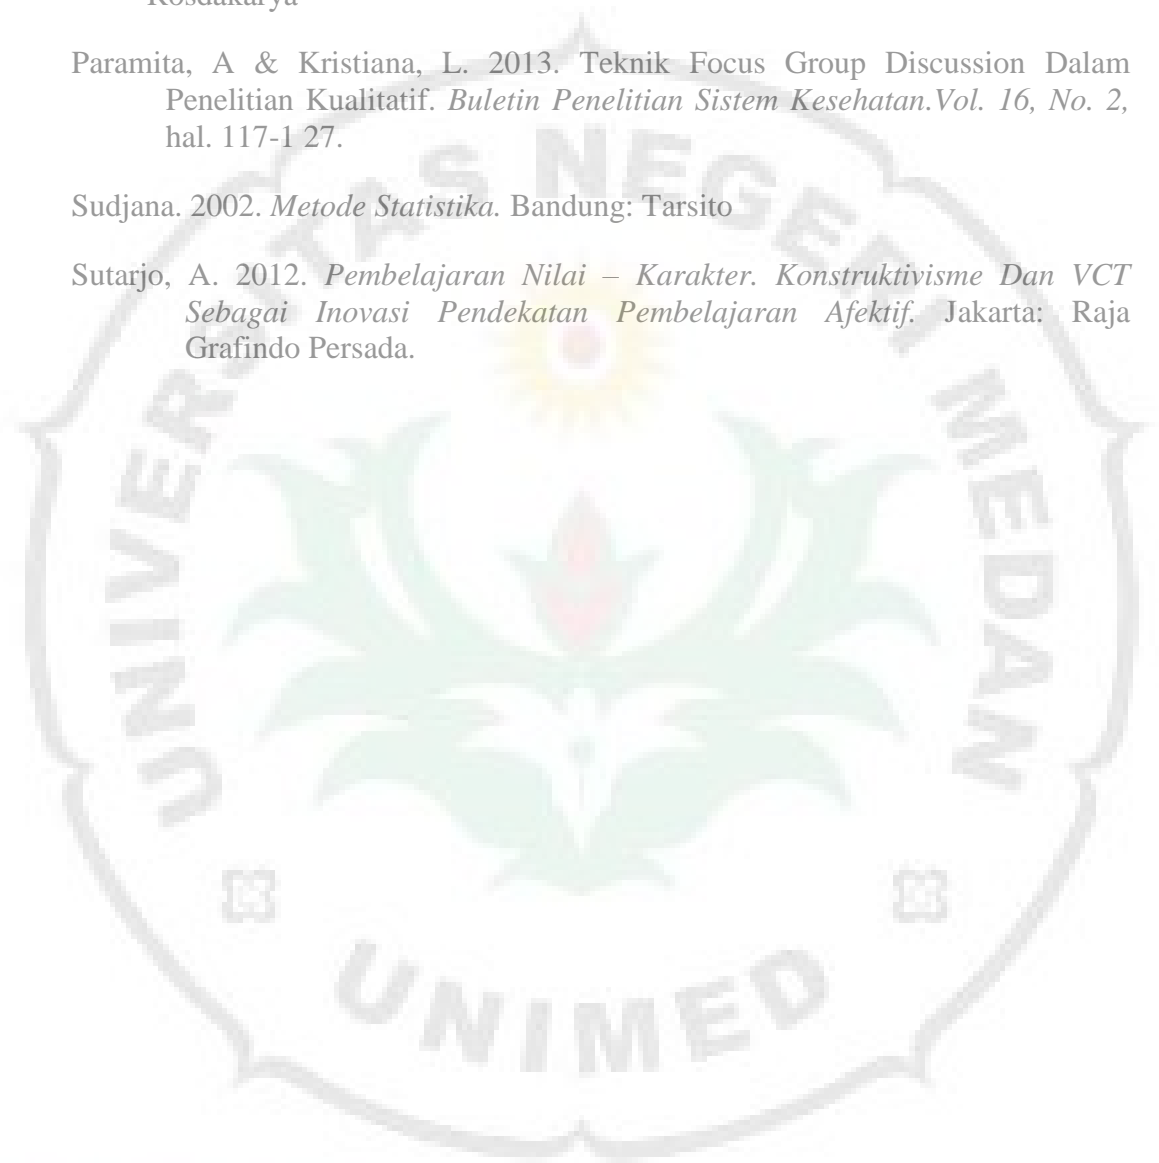 Rosdakarya
Paramita, A & Kristiana, L. 2013. Teknik Focus Group Discussion Dalam
Penelitian Kualitatif. Buletin Penelitian Sistem Kesehatan.Vol. 16, No. 2,
hal. 117-1 27.
Sudjana. 2002. Metode Statistika. Bandung: Tarsito
Sutarjo, A. 2012. Pembelajaran Nilai – Karakter. Konstruktivisme Dan VCT
Sebagai Inovasi Pendekatan Pembelajaran Afektif. Jakarta: Raja
Grafindo Persada.
UNIVERSITAS NEGERI MEDAN
UNIMED